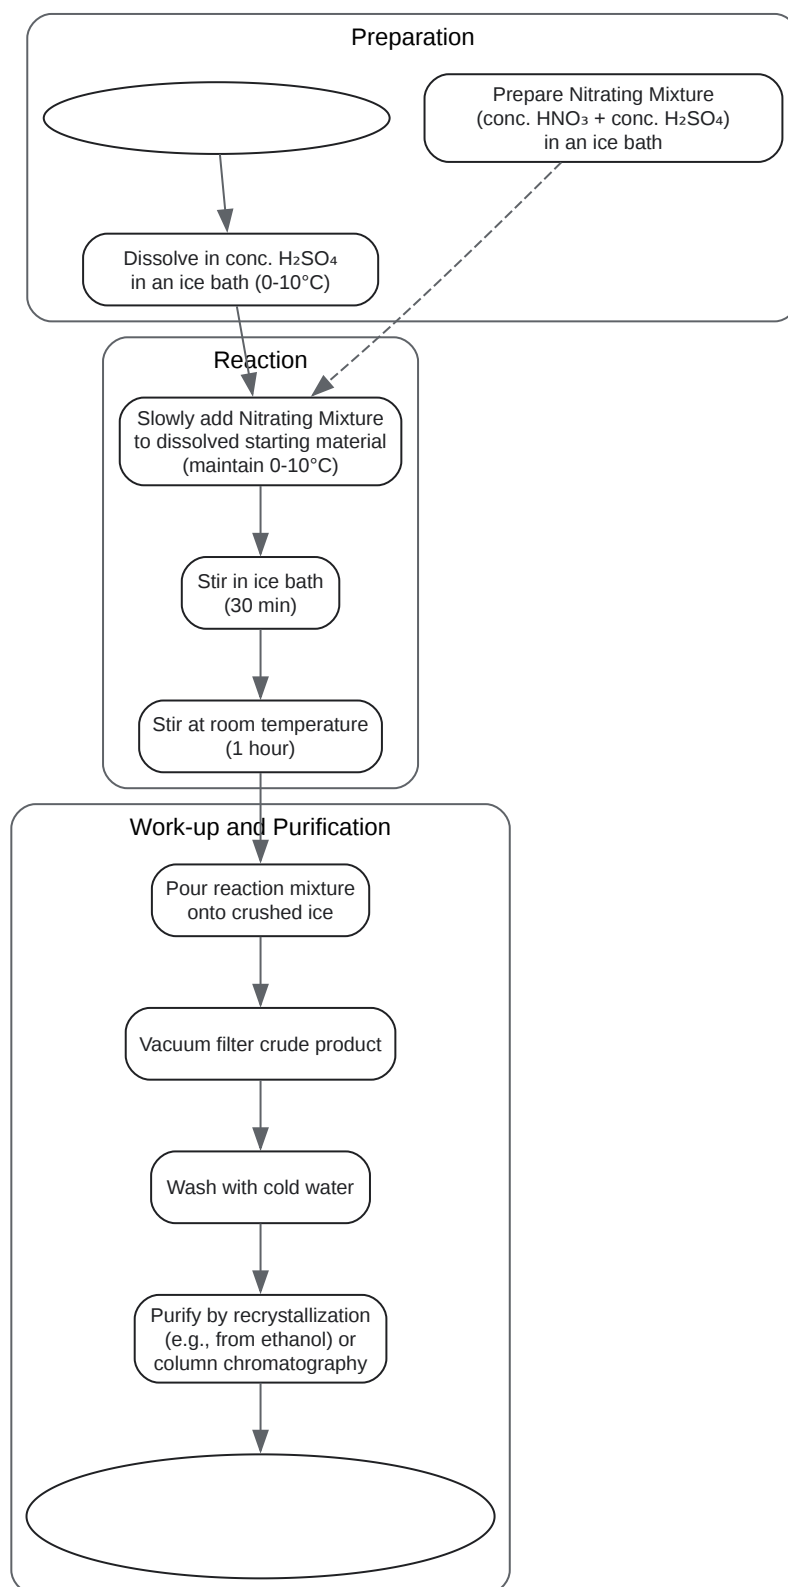 Preparation
Prepare Nitrating Mixture
(conc. HNO₃ + conc. H₂SO₄)
in an ice bath
Dissolve in conc. H₂SO₄
in an ice bath (0-10°C)
Reaction
Slowly add Nitrating Mixture
to dissolved starting material
(maintain 0-10°C)
Stir in ice bath
(30 min)
Stir at room temperature
(1 hour)
Work-up and Purification
Pour reaction mixture
onto crushed ice
Vacuum filter crude product
Wash with cold water
Purify by recrystallization
(e.g., from ethanol) or
column chromatography